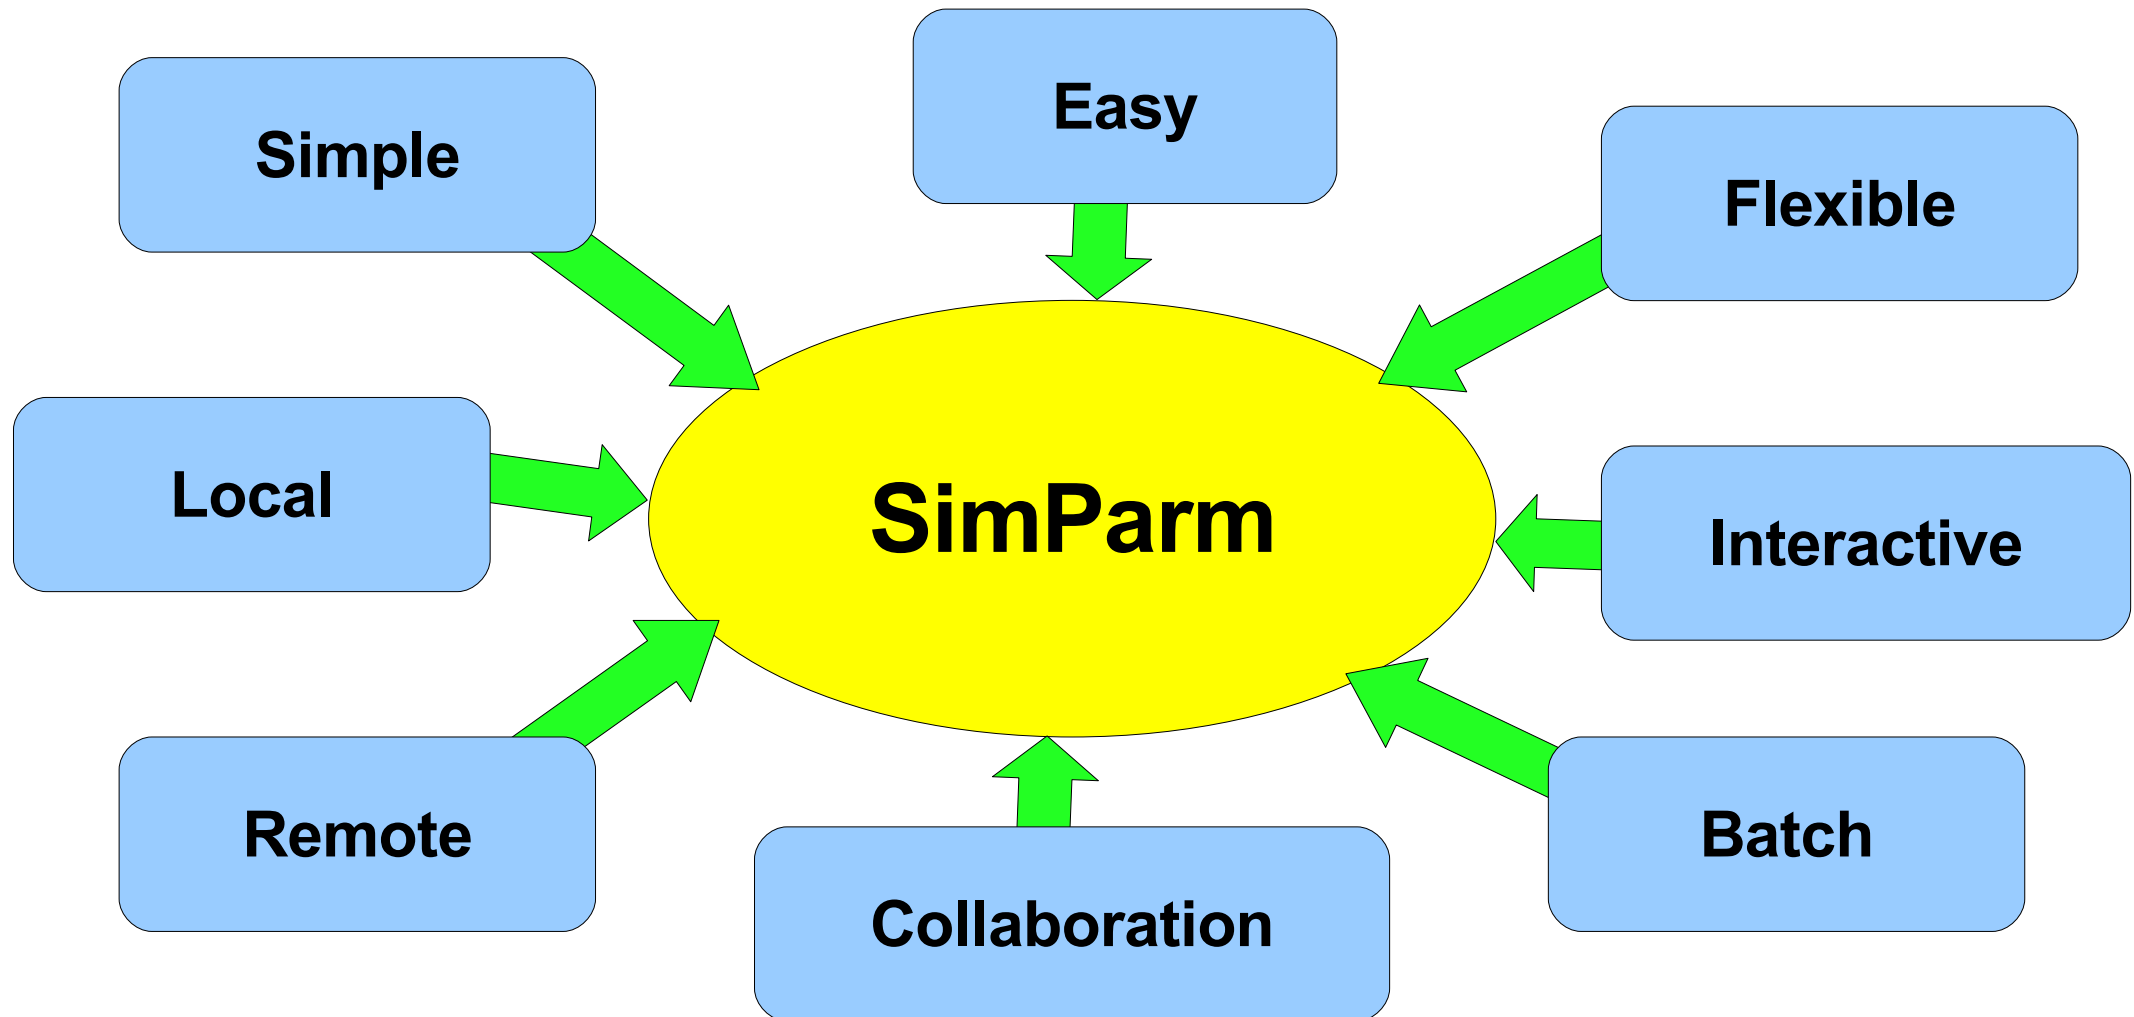 Easy
Simple
Flexible
Local
SimParm
Interactive
Remote
Batch
Collaboration